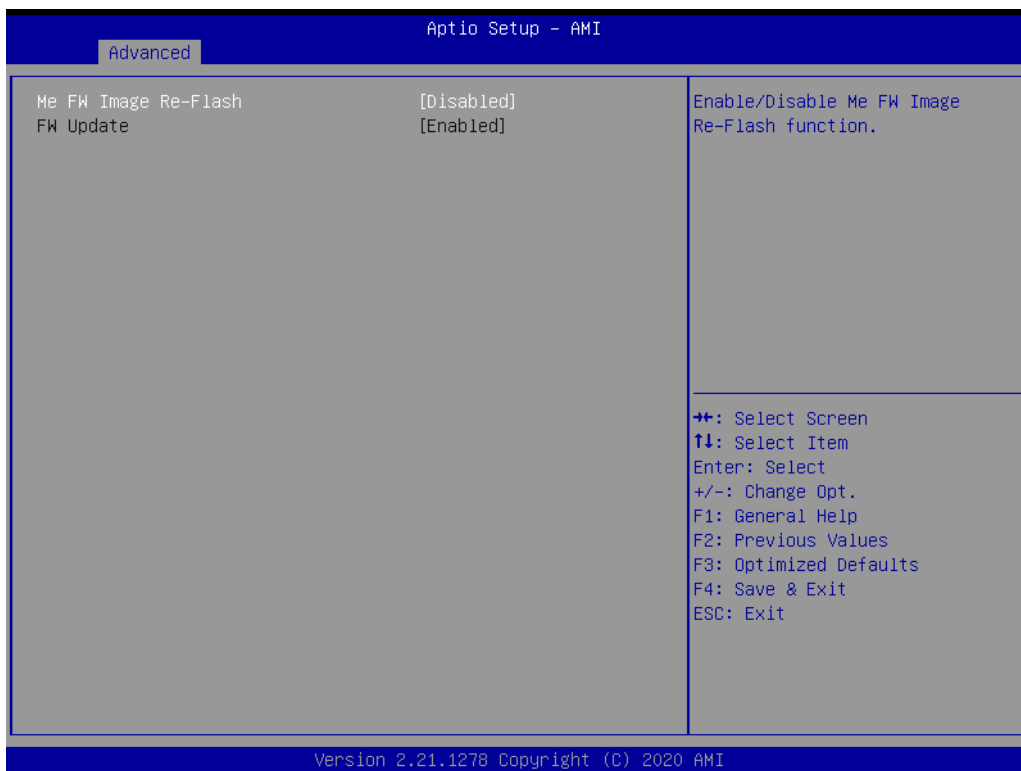 Aptio Setup – AMI
Advanced
Me FW Image Re-Flash [Disabled]
FW Update [Enabled]
Enable/Disable Me FW Image
Re-Flash function.
→←: Select Screen
↑↓: Select Item
Enter: Select
+/-: Change Opt.
F1: General Help
F2: Previous Values
F3: Optimized Defaults
F4: Save & Exit
ESC: Exit
Version 2.21.1278 Copyright (C) 2020 AMI